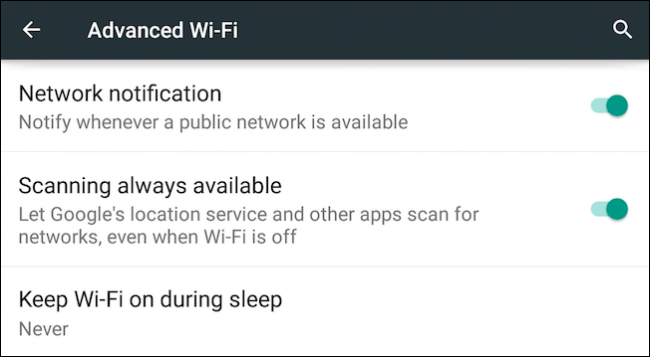 Advanced Wi-Fi
Network notification
Notify whenever a public network is available
Scanning always available
Let Google's location service and other apps scan for
networks, even when Wi-Fi is off
Keep Wi-Fi on during sleep
Never